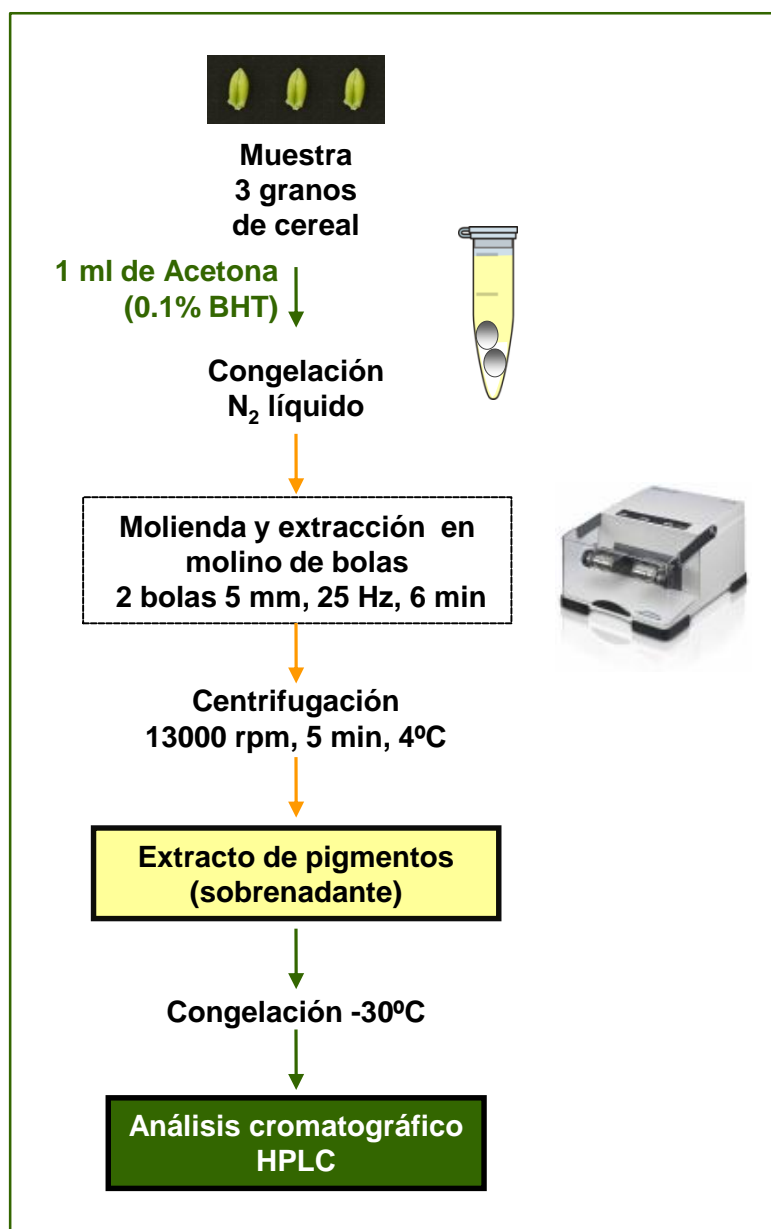 Muestra
3 granos
de cereal
1 ml de Acetona
(0.1% BHT)
Congelación
N₂ líquido
Molienda y extracción en
molino de bolas
2 bolas 5 mm, 25 Hz, 6 min
Centrifugación
13000 rpm, 5 min, 4ºC
Extracto de pigmentos
(sobrenadante)
Congelación -30ºC
Análisis cromatográfico
HPLC